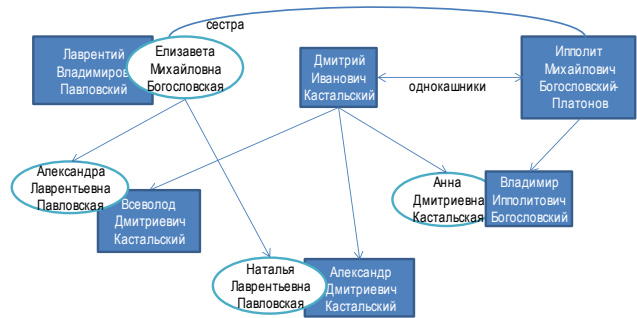 сестра
Лаврентий
Владимиров
Павловский
Елизавета
Михайловна
Богословская
Дмитрий
Иванович
Кастальский
однокашники
Ипполит
Михайлович
Богословский-
Платонов
Александра
Лаврентьевна
Павловская
Всеволод
Дмитриевич
Кастальский
Анна
Дмитриевна
Кастальская
Владимир
Ипполитович
Богословский
Наталья
Лаврентьевна
Павловская
Александр
Дмитриевич
Кастальский